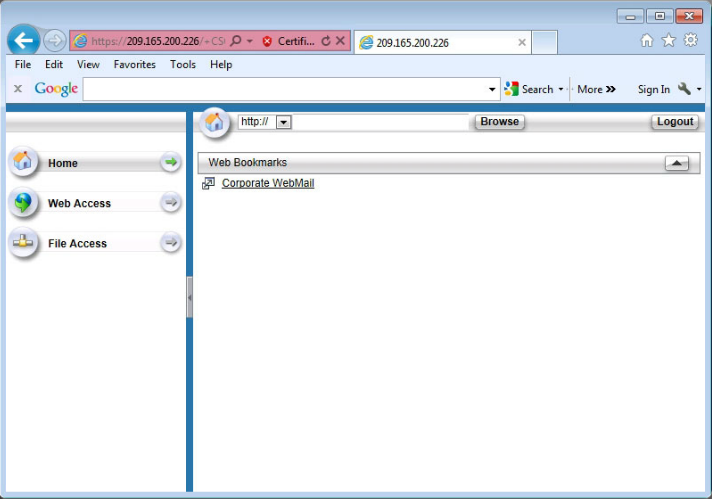 https://209.165.200.226/+CS Certifi... 209.165.200.226
File Edit View Favorites Tools Help
x Google Search More » Sign In
http:// Browse Logout
Home
Web Access
File Access
Web Bookmarks
Corporate WebMail